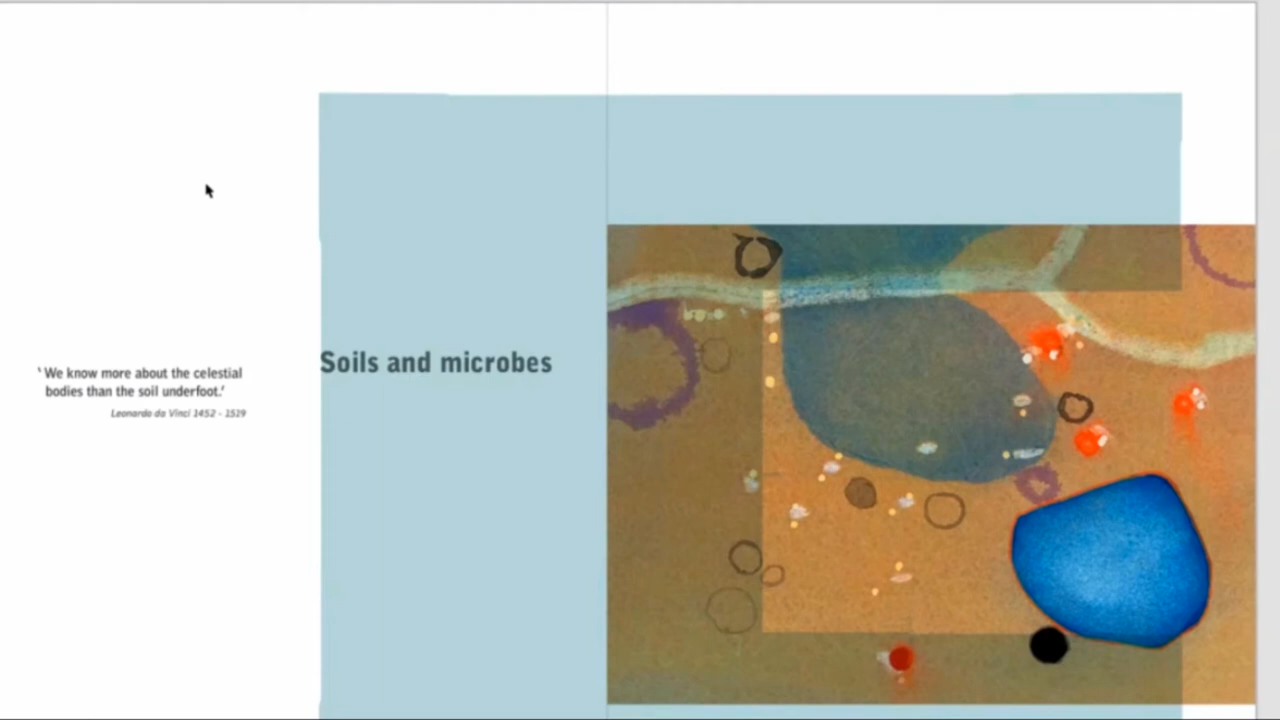 ‘ We know more about the celestial
bodies than the soil underfoot.’
Leonardo da Vinci 1452 - 1519
Soils and microbes